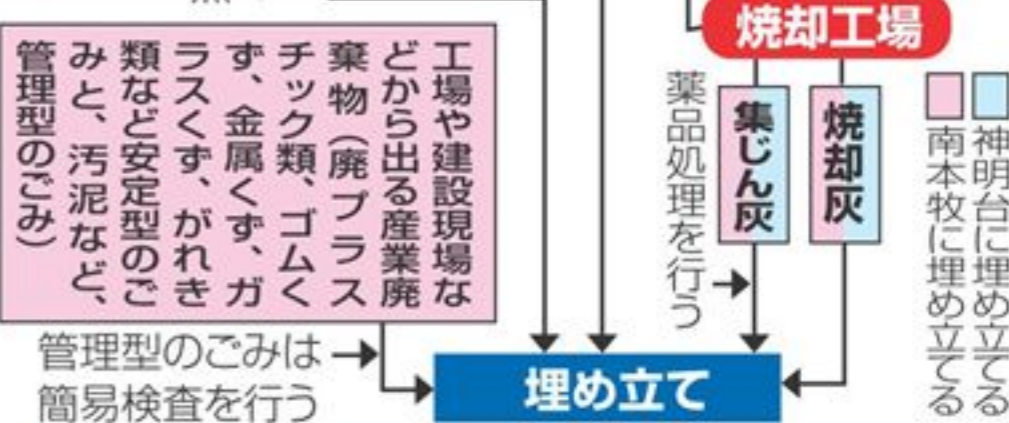 工場や建設現場な
どから出る産業廃
棄物（廃プラス
チック類、ゴムく
ず、金属くず、ガ
ラスくず、がれき
類など安定型のご
みと、汚泥など、
管理型のごみ）
管理型のごみは
簡易検査を行う
焼却工場
焼却灰
集じん灰
薬品処理を行う
埋め立て
神明台に埋め立てる
南本牧に埋め立てる